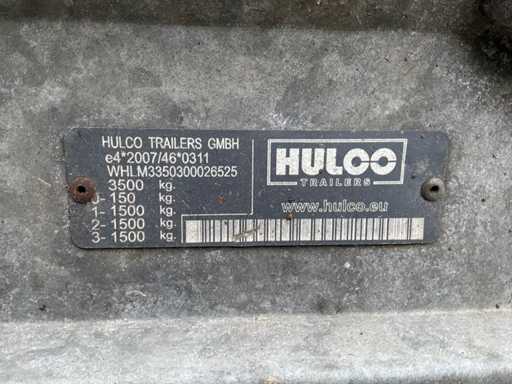 HULCO TRAILERS GMBH
e4*2007/46*0311
WHLM3350300026525
3500 kg.
0- 150 kg.
1- 1500 kg.
2- 1500 kg.
3- 1500 kg.
HULCO
TRAILERS
www.hulco.eu